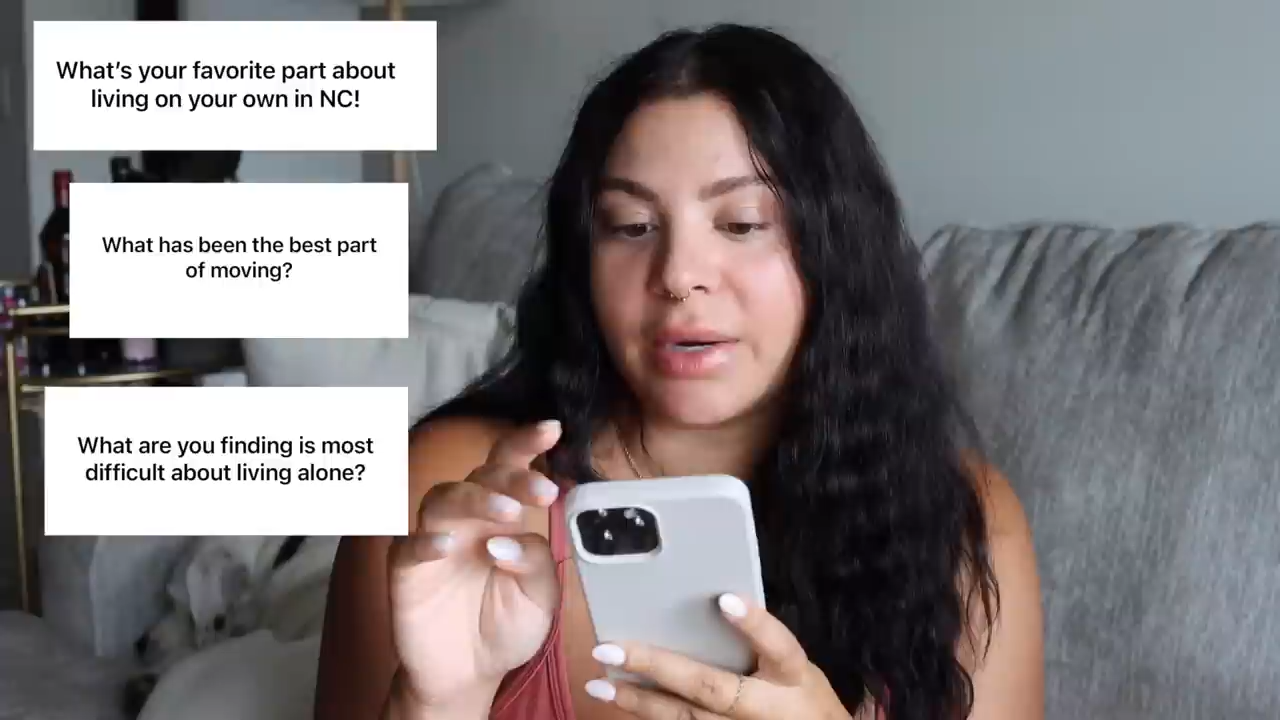 What's your favorite part about
living on your own in NC!
What has been the best part
of moving?
What are you finding is most
difficult about living alone?